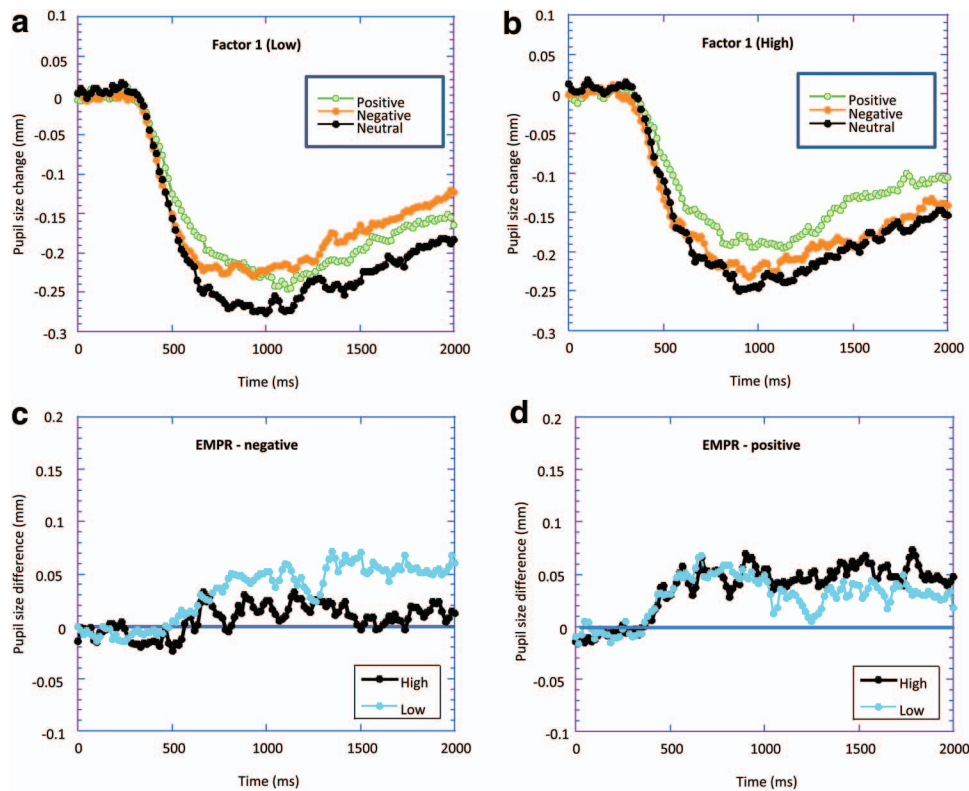 a
Factor 1 (Low)
Pupil size change (mm)
0.1
0.05
0
-0.05
-0.1
-0.15
-0.2
-0.25
-0.3
Positive
Negative
Neutral
0 500 1000 1500 2000
Time (ms)
b
Factor 1 (High)
Pupil size change (mm)
0.1
0.05
0
-0.05
-0.1
-0.15
-0.2
-0.25
-0.3
Positive
Negative
Neutral
0 500 1000 1500 2000
Time (ms)
c
EMPR - negative
Pupil size difference (mm)
0.2
0.15
0.1
0.05
0
-0.05
-0.1
High
Low
0 500 1000 1500 2000
Time (ms)
d
EMPR - positive
Pupil size difference (mm)
0.2
0.15
0.1
0.05
0
-0.05
-0.1
High
Low
0 500 1000 1500 2000
Time (ms)